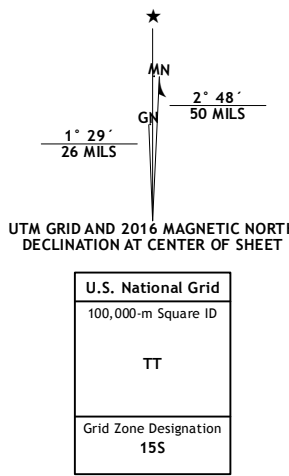 MN
GN
2° 48´
50 MILS
1° 29´
26 MILS
UTM GRID AND 2016 MAGNETIC NORTH
DECLINATION AT CENTER OF SHEET
U.S. National Grid
100,000-m Square ID
TT
Grid Zone Designation
15S